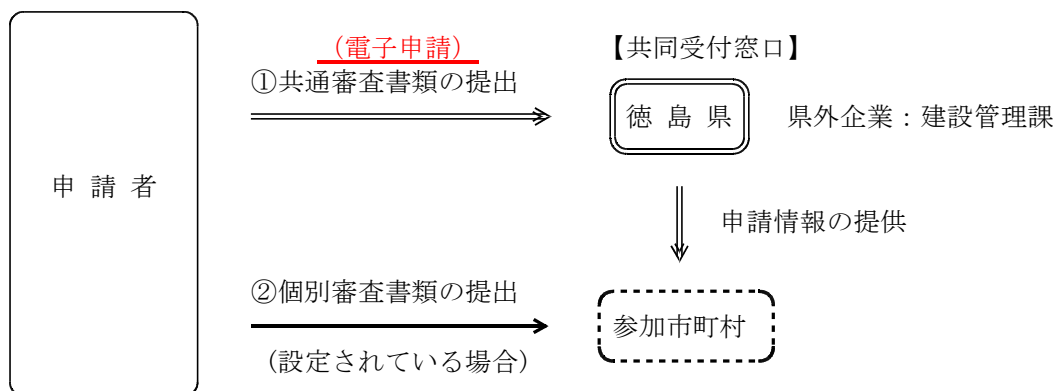 （電子申請）
【共同受付窓口】
①共通審査書類の提出
徳 島 県
県外企業：建設管理課
申 請 者
申請情報の提供
②個別審査書類の提出
参加市町村
（設定されている場合）